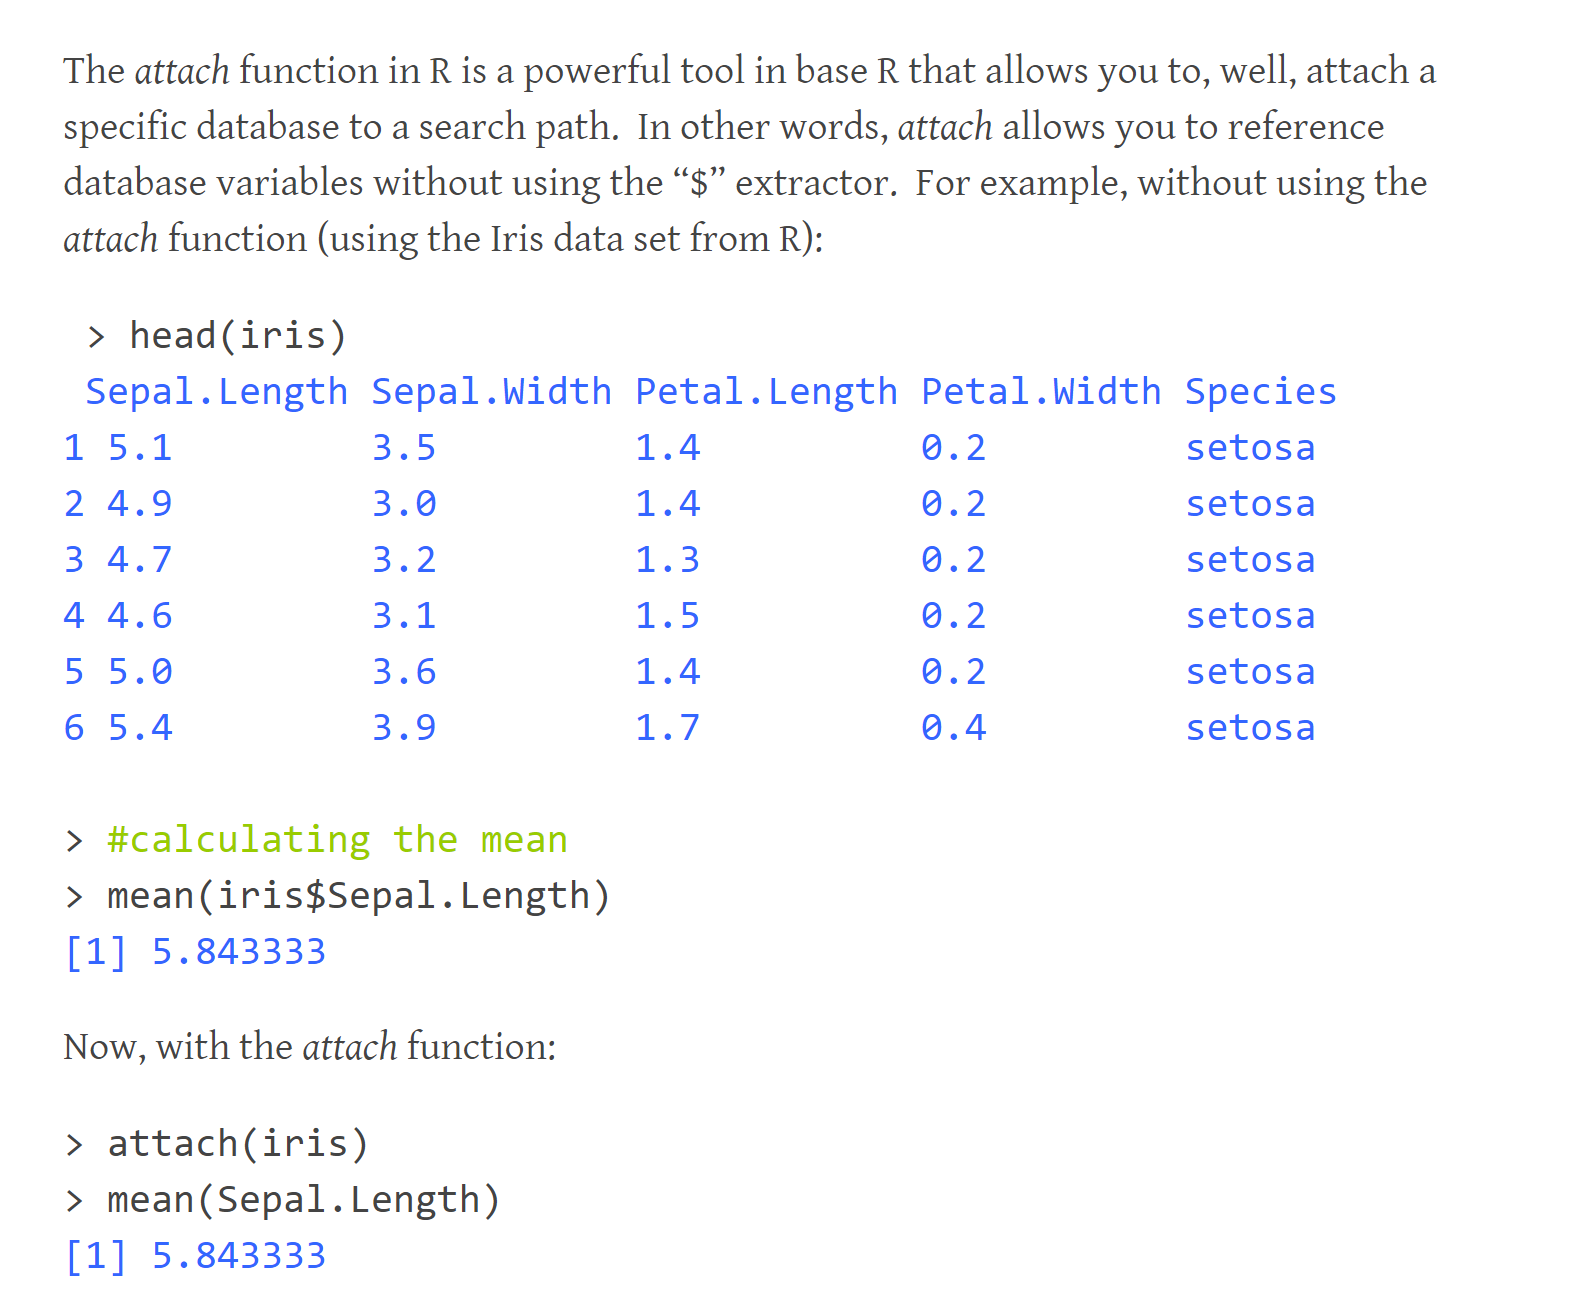 The attach function in R is a powerful tool in base R that allows you to, well, attach a
specific database to a search path.  In other words, attach allows you to reference
database variables without using the “$” extractor.  For example, without using the
attach function (using the Iris data set from R):
> head(iris)
Sepal.Length Sepal.Width Petal.Length Petal.Width Species
1 5.1 3.5 1.4 0.2 setosa
2 4.9 3.0 1.4 0.2 setosa
3 4.7 3.2 1.3 0.2 setosa
4 4.6 3.1 1.5 0.2 setosa
5 5.0 3.6 1.4 0.2 setosa
6 5.4 3.9 1.7 0.4 setosa
> #calculating the mean
> mean(iris$Sepal.Length)
[1] 5.843333
Now, with the attach function:
> attach(iris)
> mean(Sepal.Length)
[1] 5.843333